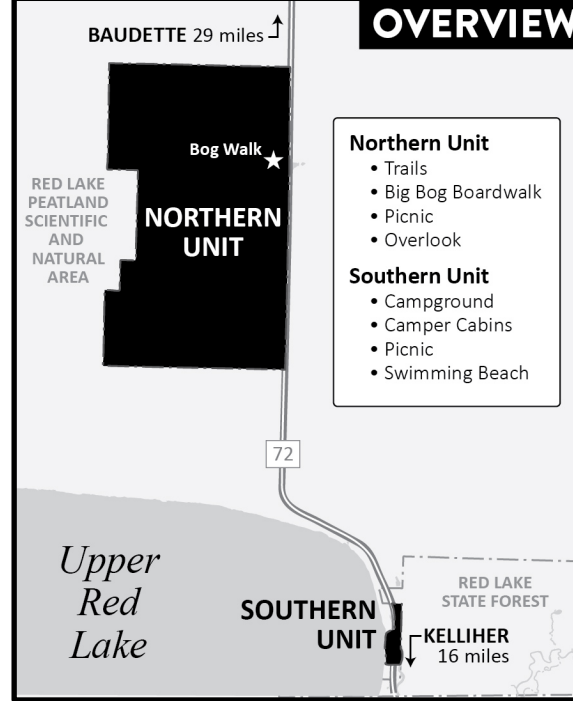 OVERVIEW
BAUDETTE 29 miles
Bog Walk
RED LAKE
PEATLAND
SCIENTIFIC
AND
NATURAL
AREA
NORTHERN
UNIT
Northern Unit
• Trails
• Big Bog Boardwalk
• Picnic
• Overlook
Southern Unit
• Campground
• Camper Cabins
• Picnic
• Swimming Beach
72
Upper
Red
Lake
SOUTHERN
UNIT
RED LAKE
STATE FOREST
KELLIHER
16 miles